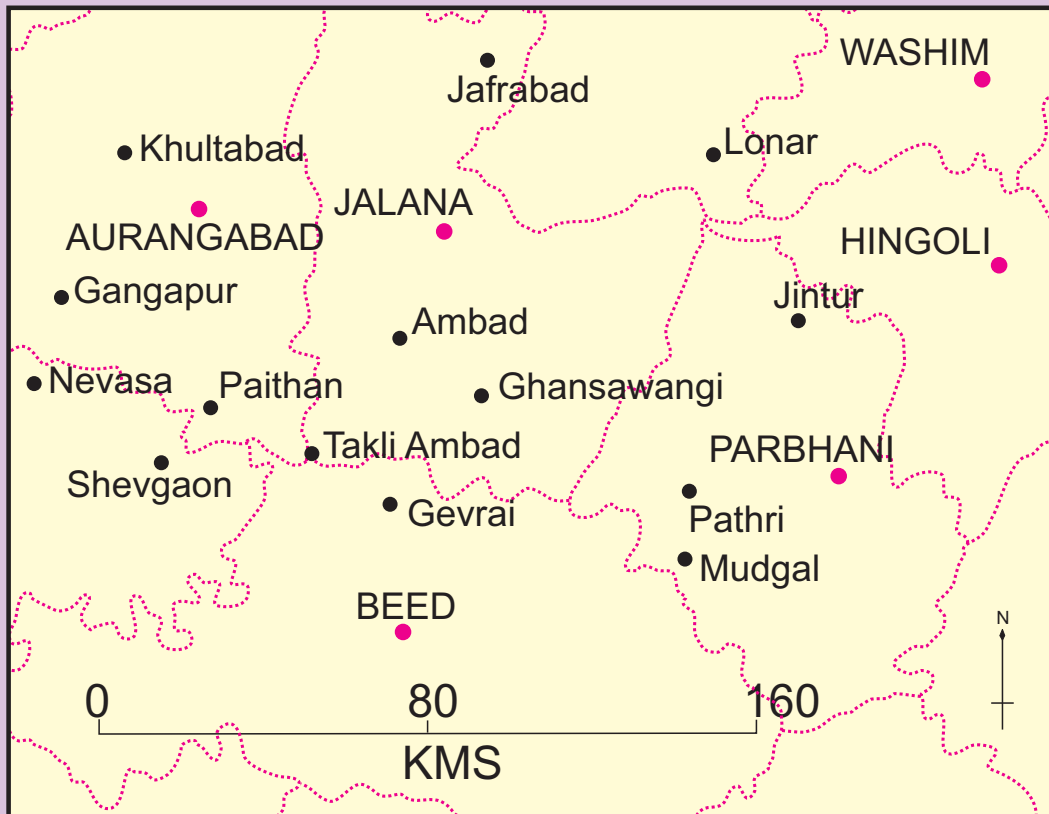 WASHIM
Jafrabad
Lonar
Khultabad
JALANA
AURANGABAD
HINGOLI
Gangapur
Jintur
Ambad
Nevasa
Paithan
Ghansawangi
Takli Ambad
PARBHANI
Shevgaon
Gevrai
Pathri
Mudgal
BEED
N
0 80 160
KMS